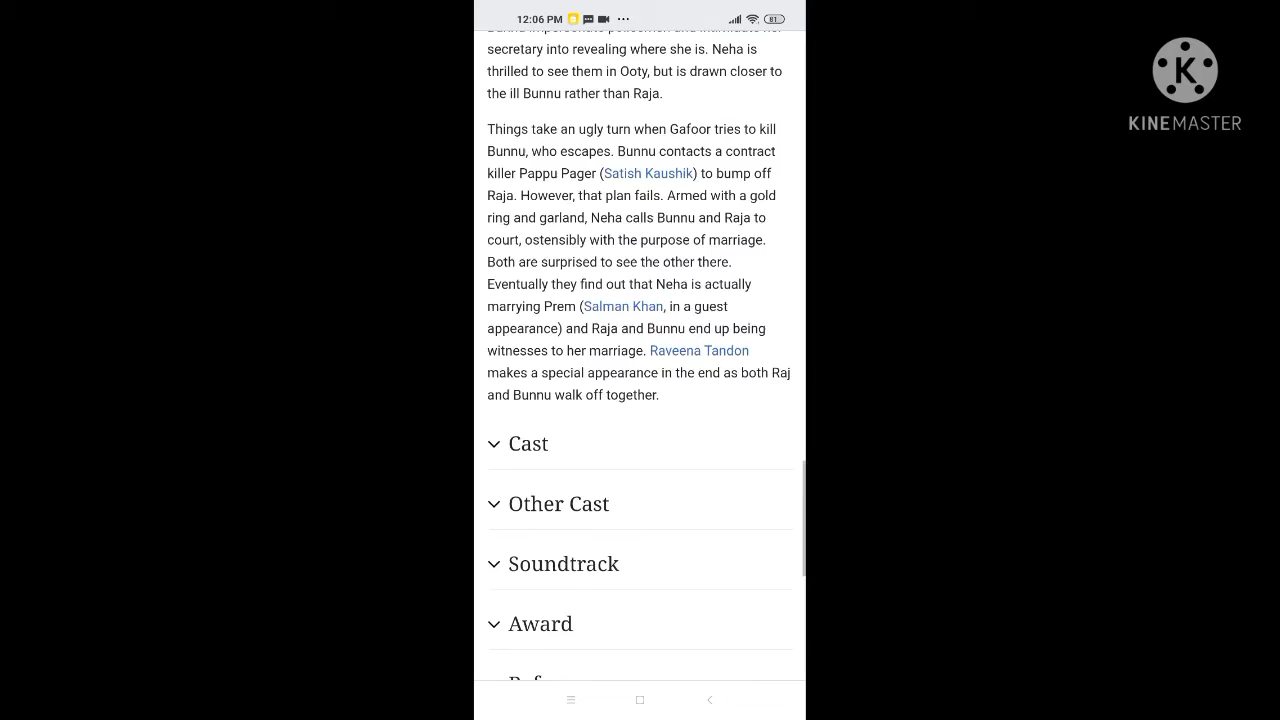 12:06 PM
81
secretary into revealing where she is. Neha is
thrilled to see them in Ooty, but is drawn closer to
the ill Bunnu rather than Raja.
Things take an ugly turn when Gafoor tries to kill
Bunnu, who escapes. Bunnu contacts a contract
killer Pappu Pager (Satish Kaushik) to bump off
Raja. However, that plan fails. Armed with a gold
ring and garland, Neha calls Bunnu and Raja to
court, ostensibly with the purpose of marriage.
Both are surprised to see the other there.
Eventually they find out that Neha is actually
marrying Prem (Salman Khan, in a guest
appearance) and Raja and Bunnu end up being
witnesses to her marriage. Raveena Tandon
makes a special appearance in the end as both Raj
and Bunnu walk off together.
Cast
Other Cast
Soundtrack
Award
K
KINEMASTER